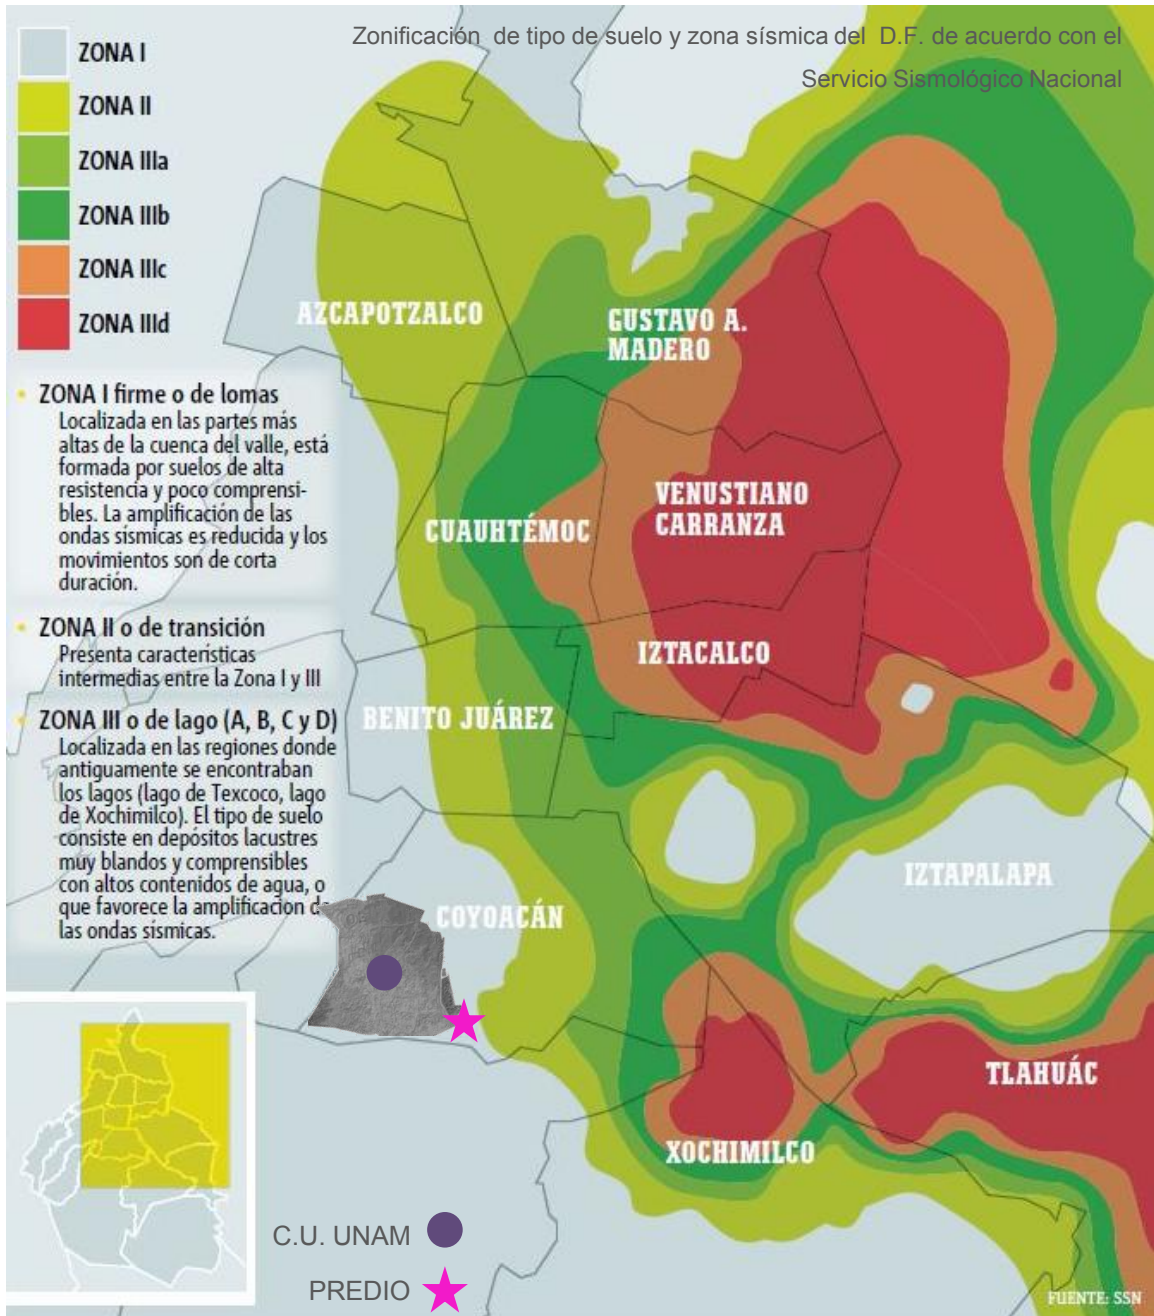 Zonificación de tipo de suelo y zona sísmica del D.F. de acuerdo con el
Servicio Sismológico Nacional
ZONA I
ZONA II
ZONA IIIa
ZONA IIIb
ZONA IIIc
ZONA IIId
• ZONA I firme o de lomas
Localizada en las partes más
altas de la cuenca del valle, está
formada por suelos de alta
resistencia y poco comprensi-
bles. La amplificación de las
ondas sísmicas es reducida y los
movimientos son de corta
duración.
• ZONA II o de transición
Presenta características
intermedias entre la Zona I y III
• ZONA III o de lago (A, B, C y D)
Localizada en las regiones donde
antiguamente se encontraban
los lagos (lago de Texcoco, lago
de Xochimilco). El tipo de suelo
consiste en depósitos lacustres
muy blandos y comprensibles
con altos contenidos de agua, o
que favorece la amplificacion de
las ondas sísmicas.
AZCAPOTZALCO
GUSTAVO A.
MADERO
CUAUHTÉMOC
VENUSTIANO
CARRANZA
IZTACALCO
BENITO JUÁREZ
IZTAPALAPA
COYOACÁN
TLAHUÁC
XOCHIMILCO
C.U. UNAM
PREDIO
FUENTE: SSN